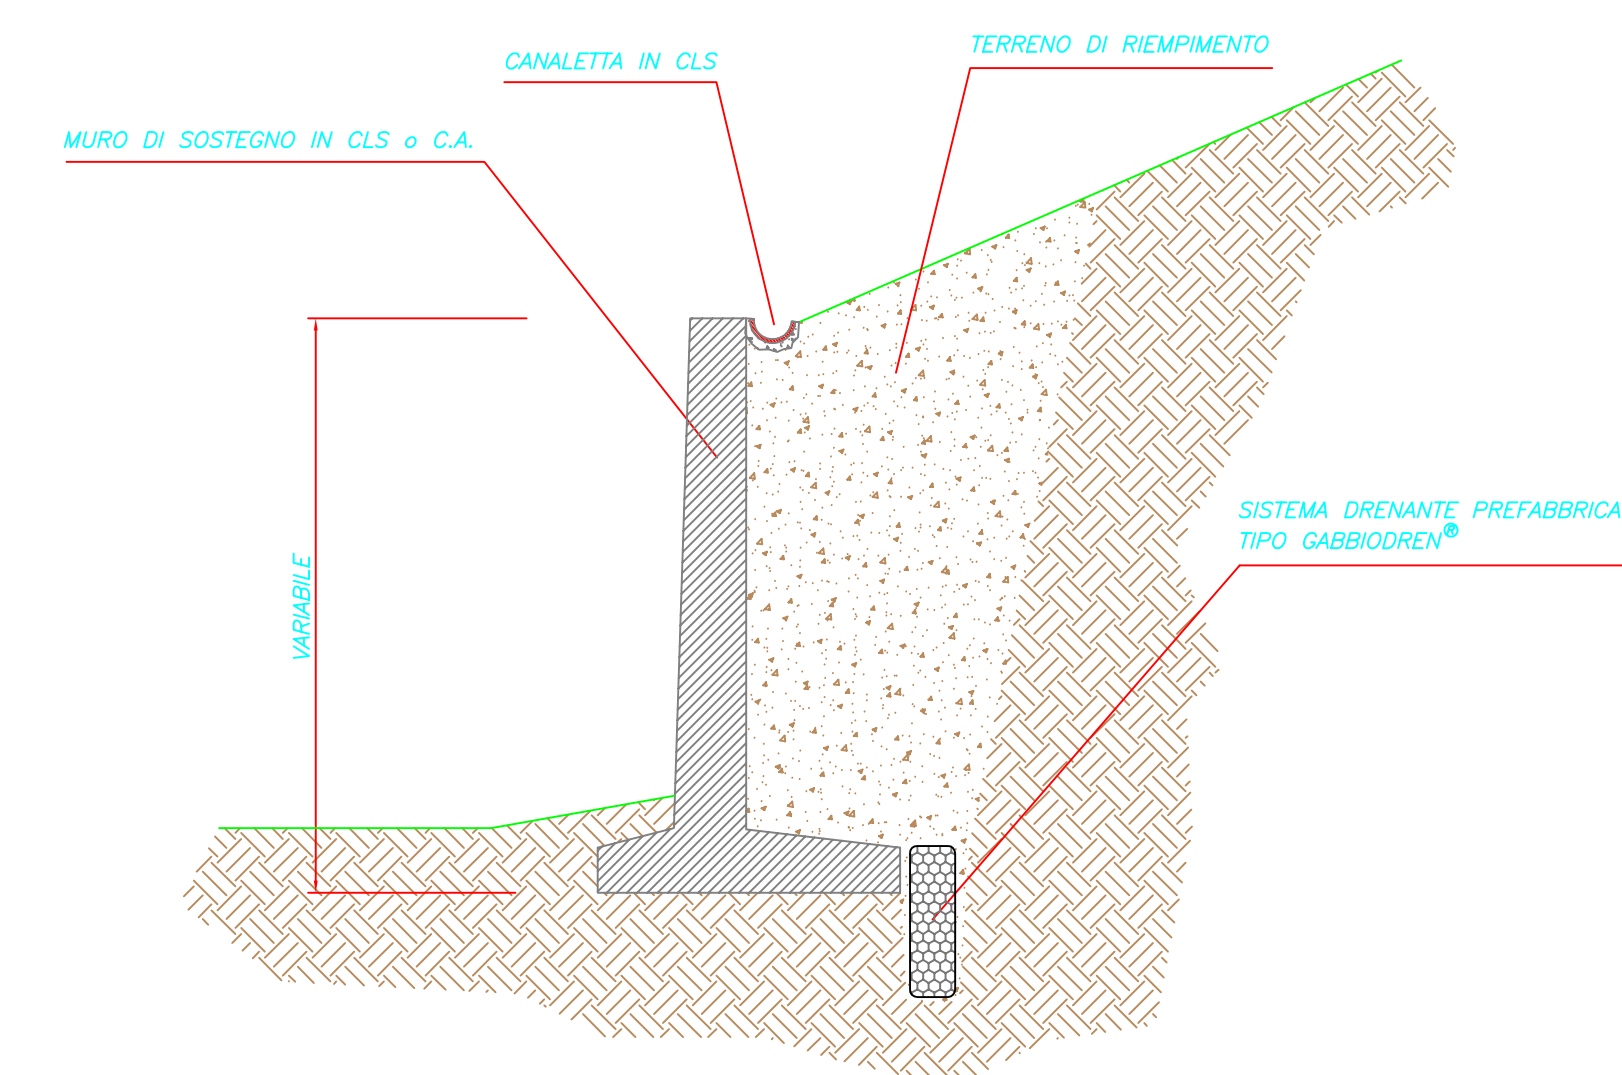 TERRENO DI RIEMPIMENTO
CANALETTA IN CLS
MURO DI SOSTEGNO IN CLS o C.A.
SISTEMA DRENANTE PREFABBRICA
TIPO GABBIODREN®
VARIABILE